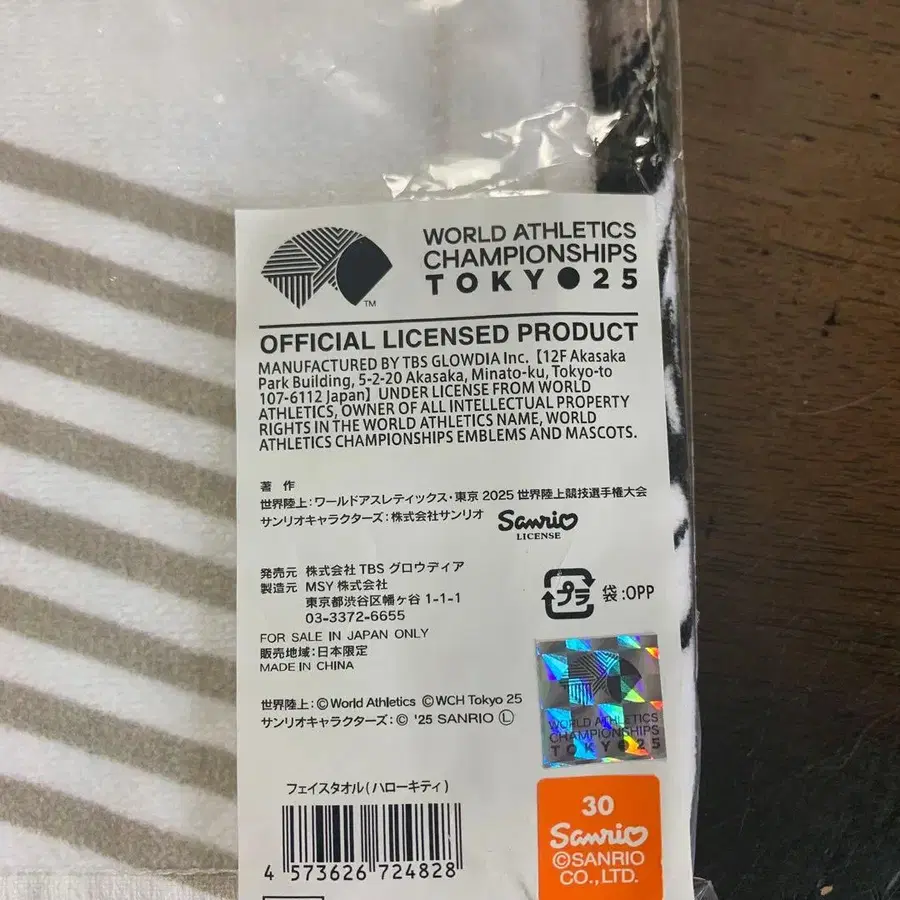 WORLD ATHLETICS
CHAMPIONSHIPS
TOKYO25
TM
OFFICIAL LICENSED PRODUCT
MANUFACTURED BY TBS GLOWDIA Inc.【12F Akasaka
Park Building, 5-2-20 Akasaka, Minato-ku, Tokyo-to
107-6112 Japan】UNDER LICENSE FROM WORLD
ATHLETICS, OWNER OF ALL INTELLECTUAL PROPERTY
RIGHTS IN THE WORLD ATHLETICS NAME, WORLD
ATHLETICS CHAMPIONSHIPS EMBLEMS AND MASCOTS.
著 作
世界陸上:ワールドアスレティックス・東京 2025 世界陸上競技選手権大会
サンリオキャラクターズ:株式会社サンリオ
Sanrio
LICENSE
発売元 株式会社 TBS グロウディア
製造元 MSY 株式会社
東京都渋谷区幡ヶ谷 1-1-1
03-3372-6655
プラ 袋:OPP
FOR SALE IN JAPAN ONLY
販売地域:日本限定
MADE IN CHINA
世界陸上:©World Athletics ©WCH Tokyo 25
サンリオキャラクターズ:© '25 SANRIO Ⓛ
WORLD ATHLETICS
CHAMPIONSHIPS
TOKYO25
フェイスタオル(ハローキティ)
4 573626 724828
30
Sanrio
©SANRIO
CO.,LTD.